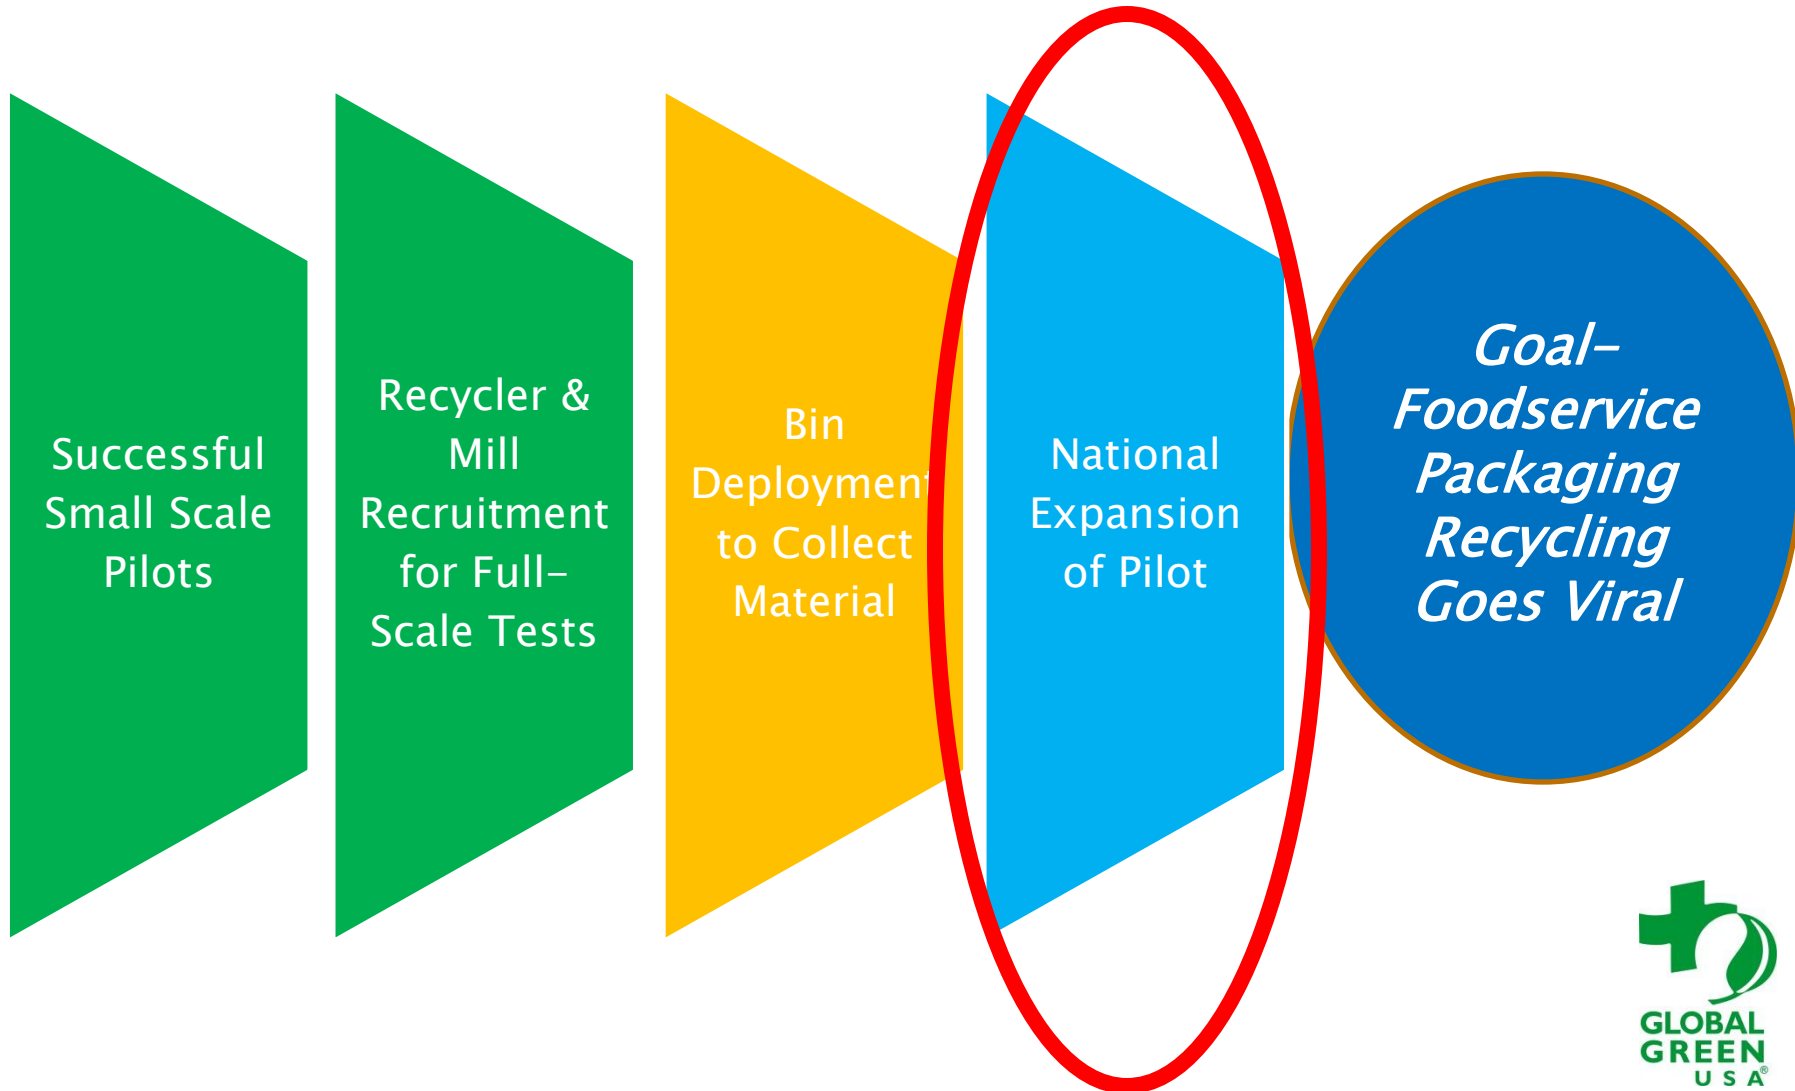 Successful
Small Scale
Pilots
Recycler &
Mill
Recruitment
for Full-
Scale Tests
Bin
Deployment
to Collect
Material
National
Expansion
of Pilot
Goal-
Foodservice
Packaging
Recycling
Goes Viral
GLOBAL
GREEN
USA®